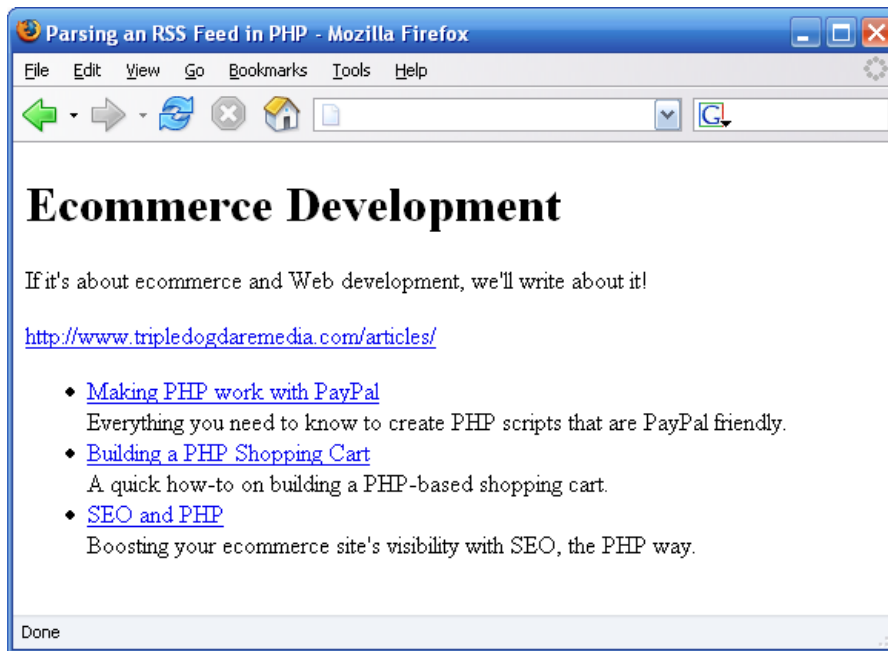 Parsing an RSS Feed in PHP - Mozilla Firefox
File Edit View Go Bookmarks Tools Help
G
Ecommerce Development
If it's about ecommerce and Web development, we'll write about it!
http://www.tripledogdaremedia.com/articles/
• Making PHP work with PayPal
Everything you need to know to create PHP scripts that are PayPal friendly.
• Building a PHP Shopping Cart
A quick how-to on building a PHP-based shopping cart.
• SEO and PHP
Boosting your ecommerce site's visibility with SEO, the PHP way.
Done